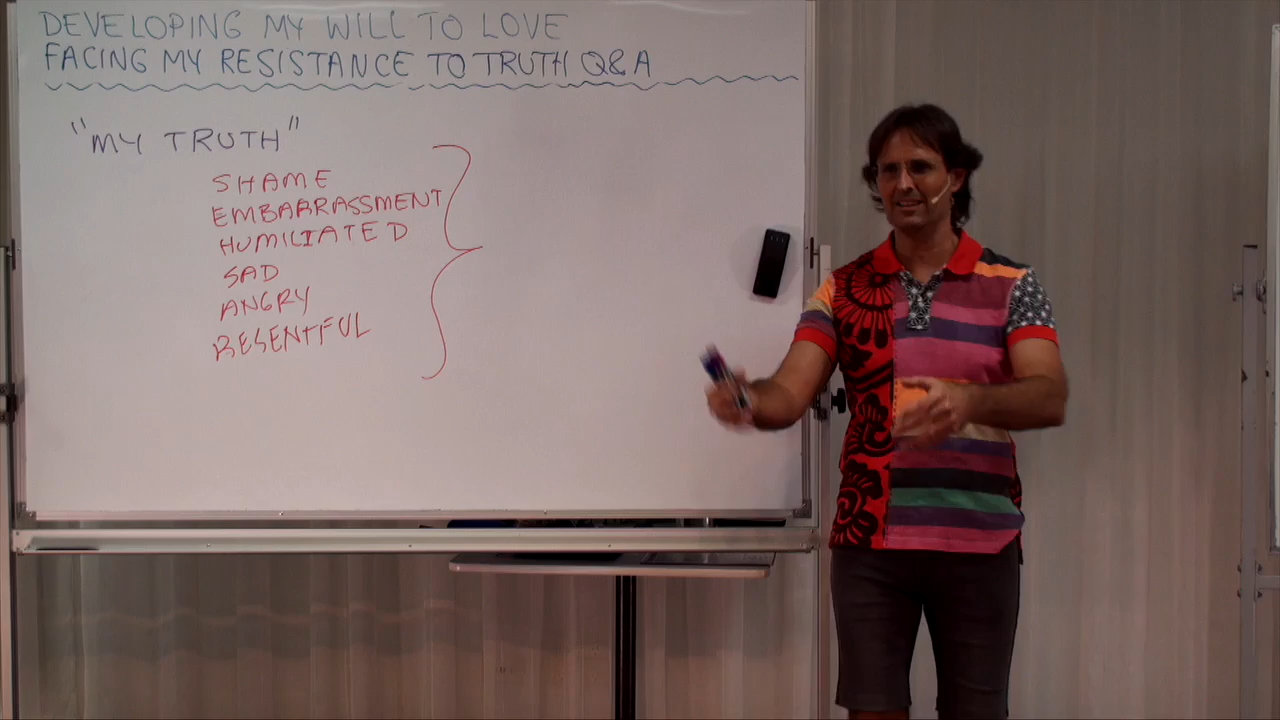 DEVELOPING MY WILL TO LOVE
FACING MY RESISTANCE TO TRUTH Q&A
"MY TRUTH"
SHAME
EMBARRASSMENT
HUMILIATED
SAD
ANGRY
RESENTFUL